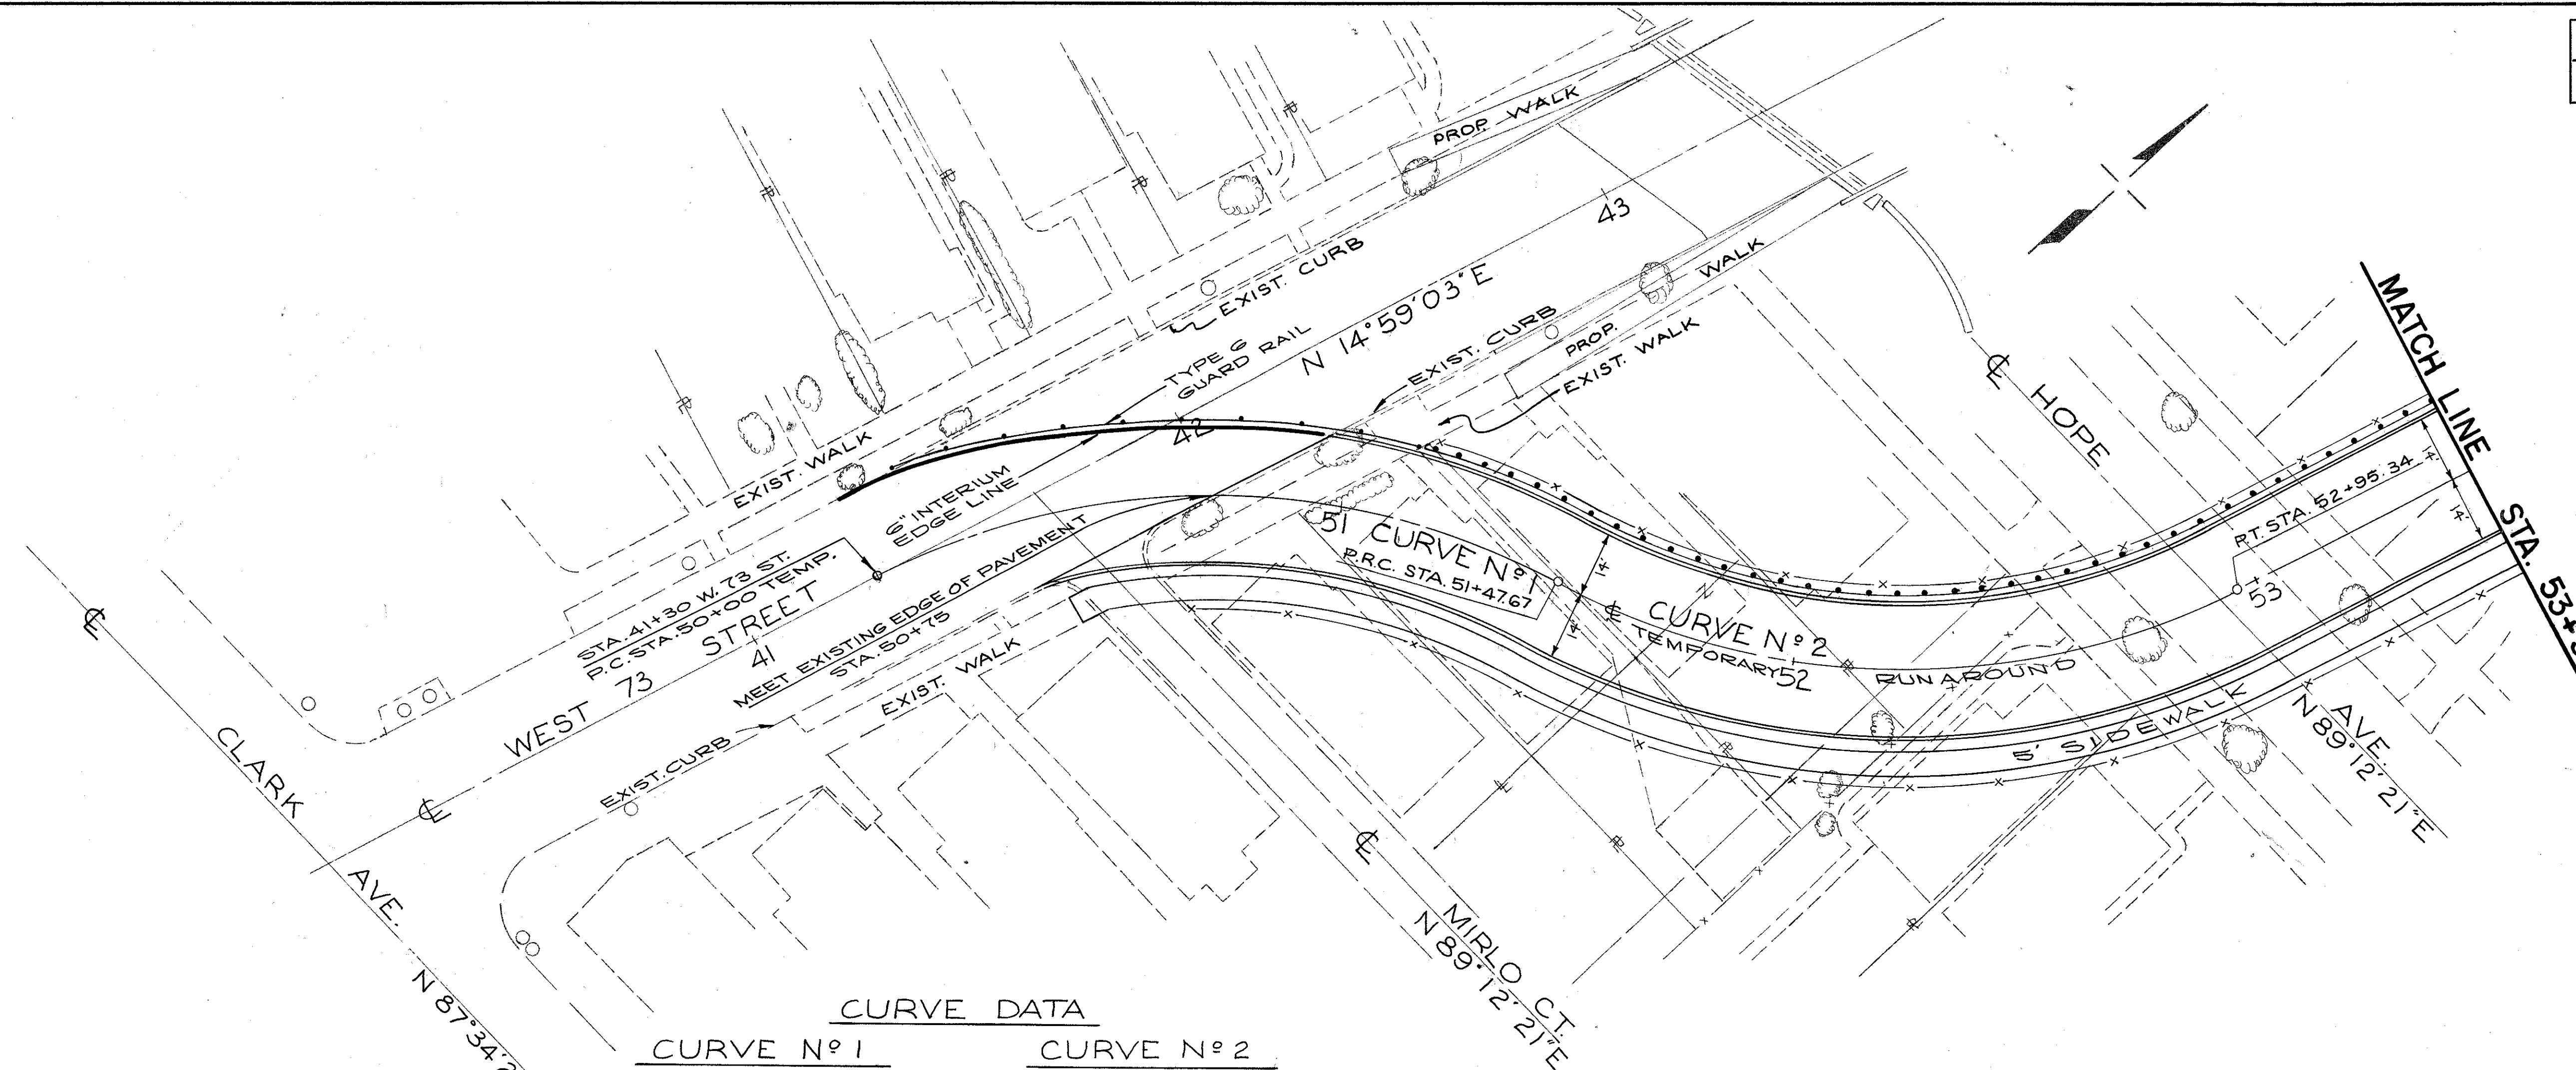 PROP. WALK
43
EXIST. CURB
TYPE 6
GUARD RAIL
N 14°59'03"E
EXIST. CURB
PROP.
WALK
EXIST. WALK
MATCH LINE STA. 53+
℄ HOPE
AVE.
N 89°12'21"E
42
EXIST. WALK
6" INTERIUM
EDGE LINE
14'
P.T. STA. 52+95.34
14'
53
51
CURVE Nº 1
P.R.C. STA. 51+47.67
14'
14'
℄
CURVE Nº 2
TEMPORARY
52
RUNAROUND
5' SIDEWALK
STA. 41+30 W. 73 ST.
P.C. STA. 50+00 TEMP.
WEST 73 STREET
41
MEET EXISTING EDGE OF PAVEMENT
STA. 50+75
EXIST. WALK
EXIST. CURB
℄
℄
CLARK
AVE.
N 87°34'2
℄
MIRLO CT.
N 89°12'21"E
CURVE DATA
CURVE Nº 1
CURVE Nº 2